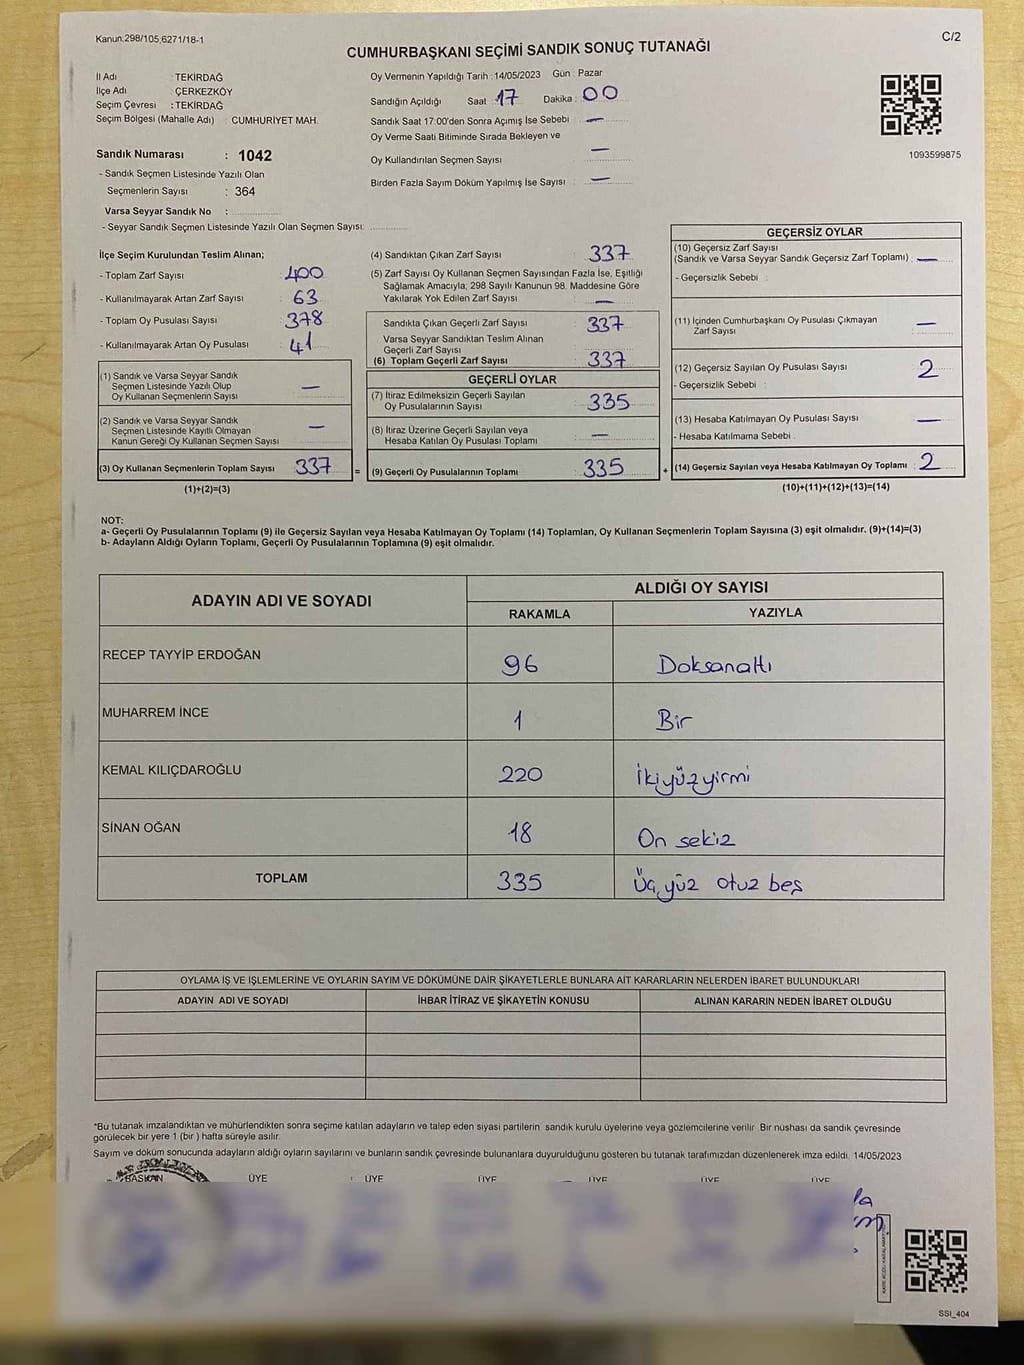 Kanun:298/105,6271/18-1
C/2
CUMHURBAŞKANI SEÇİMİ SANDIK SONUÇ TUTANAĞI
İl Adı : TEKİRDAĞ
İlçe Adı : ÇERKEZKÖY
Seçim Çevresi : TEKİRDAĞ
Seçim Bölgesi (Mahalle Adı) : CUMHURİYET MAH.
Oy Vermenin Yapıldığı Tarih : 14/05/2023 Gün : Pazar
Sandığın Açıldığı Saat : 17 Dakika : 00
Sandık Saat 17:00'den Sonra Açımış İse Sebebi : —
Oy Verme Saati Bitiminde Sırada Bekleyen ve
Oy Kullandırılan Seçmen Sayısı : —
Birden Fazla Sayım Döküm Yapılmış İse Sayısı : —
1093599875
Sandık Numarası : 1042
- Sandık Seçmen Listesinde Yazılı Olan
Seçmenlerin Sayısı : 364
Varsa Seyyar Sandık No :
- Seyyar Sandık Seçmen Listesinde Yazılı Olan Seçmen Sayısı:
İlçe Seçim Kurulundan Teslim Alınan;
- Toplam Zarf Sayısı : 400
- Kullanılmayarak Artan Zarf Sayısı : 63
- Toplam Oy Pusulası Sayısı : 378
- Kullanılmayarak Artan Oy Pusulası : 41
(1) Sandık ve Varsa Seyyar Sandık
Seçmen Listesinde Yazılı Olup
Oy Kullanan Seçmenlerin Sayısı : —
(2) Sandık ve Varsa Seyyar Sandık
Seçmen Listesinde Kayıtlı Olmayan
Kanun Gereği Oy Kullanan Seçmen Sayısı : —
(3) Oy Kullanan Seçmenlerin Toplam Sayısı : 337
(1)+(2)=(3)
=
(4) Sandıktan Çıkan Zarf Sayısı : 337
(5) Zarf Sayısı Oy Kullanan Seçmen Sayısından Fazla İse, Eşitliği
Sağlamak Amacıyla; 298 Sayılı Kanunun 98. Maddesine Göre
Yakılarak Yok Edilen Zarf Sayısı : —
Sandıkta Çıkan Geçerli Zarf Sayısı : 337
Varsa Seyyar Sandıktan Teslim Alınan
Geçerli Zarf Sayısı
(6) Toplam Geçerli Zarf Sayısı : 337
GEÇERLİ OYLAR
(7) İtiraz Edilmeksizin Geçerli Sayılan
Oy Pusulalarının Sayısı : 335
(8) İtiraz Üzerine Geçerli Sayılan veya
Hesaba Katılan Oy Pusulası Toplamı : —
(9) Geçerli Oy Pusulalarının Toplamı : 335
+
GEÇERSİZ OYLAR
(10) Geçersiz Zarf Sayısı
(Sandık ve Varsa Seyyar Sandık Geçersiz Zarf Toplamı) : —
- Geçersizlik Sebebi :
(11) İçinden Cumhurbaşkanı Oy Pusulası Çıkmayan
Zarf Sayısı : —
(12) Geçersiz Sayılan Oy Pusulası Sayısı : 2
- Geçersizlik Sebebi :
(13) Hesaba Katılmayan Oy Pusulası Sayısı : —
- Hesaba Katılmama Sebebi :
(14) Geçersiz Sayılan veya Hesaba Katılmayan Oy Toplamı : 2
(10)+(11)+(12)+(13)=(14)
NOT:
a- Geçerli Oy Pusulalarının Toplamı (9) ile Geçersiz Sayılan veya Hesaba Katılmayan Oy Toplamı (14) Toplamları, Oy Kullanan Seçmenlerin Toplam Sayısına (3) eşit olmalıdır. (9)+(14)=(3)
b- Adayların Aldığı Oyların Toplamı, Geçerli Oy Pusulalarının Toplamına (9) eşit olmalıdır.
ADAYIN ADI VE SOYADI ALDIĞI OY SAYISI
RAKAMLA YAZIYLA
RECEP TAYYİP ERDOĞAN 96 Doksanaltı
MUHARREM İNCE 1 Bir
KEMAL KILIÇDAROĞLU 220 İkiyüzyirmi
SİNAN OĞAN 18 On sekiz
TOPLAM 335 Üçyüz otuz beş
OYLAMA İŞ VE İŞLEMLERİNE VE OYLARIN SAYIM VE DÖKÜMÜNE DAİR ŞİKAYETLERLE BUNLARA AİT KARARLARIN NELERDEN İBARET BULUNDUKLARI
ADAYIN ADI VE SOYADI İHBAR İTİRAZ VE ŞİKAYETİN KONUSU ALINAN KARARIN NEDEN İBARET OLDUĞU
*Bu tutanak imzalandıktan ve mühürlendikten sonra seçime katılan adayların ve talep eden siyasi partilerin sandık kurulu üyelerine veya gözlemcilerine verilir. Bir nüshası da sandık çevresinde
görülecek bir yere 1 (bir ) hafta süreyle asılır.
Sayım ve döküm sonucunda adayların aldığı oyların sayılarını ve bunların sandık çevresinde bulunanlara duyurulduğunu gösteren bu tutanak tarafımızdan düzenlenerek imza edildi. 14/05/2023
BAŞKAN ÜYE ÜYE ÜYE ÜYE ÜYE ÜYE
SSI_404